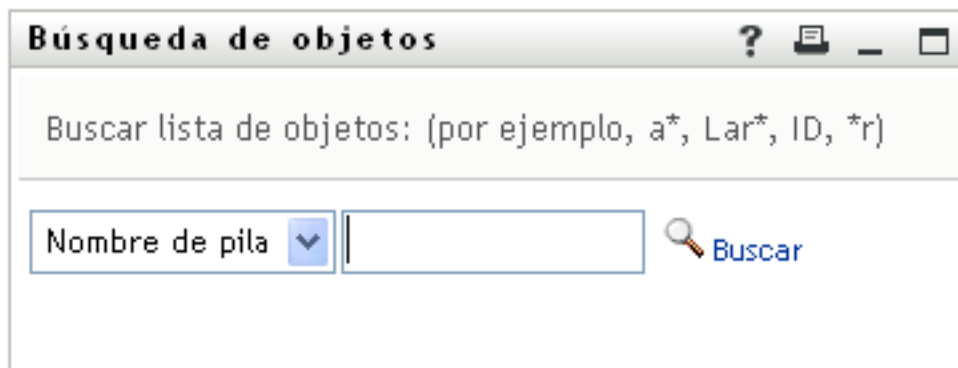 Búsqueda de objetos
Buscar lista de objetos: (por ejemplo, a*, Lar*, ID, *r)
Nombre de pila Buscar